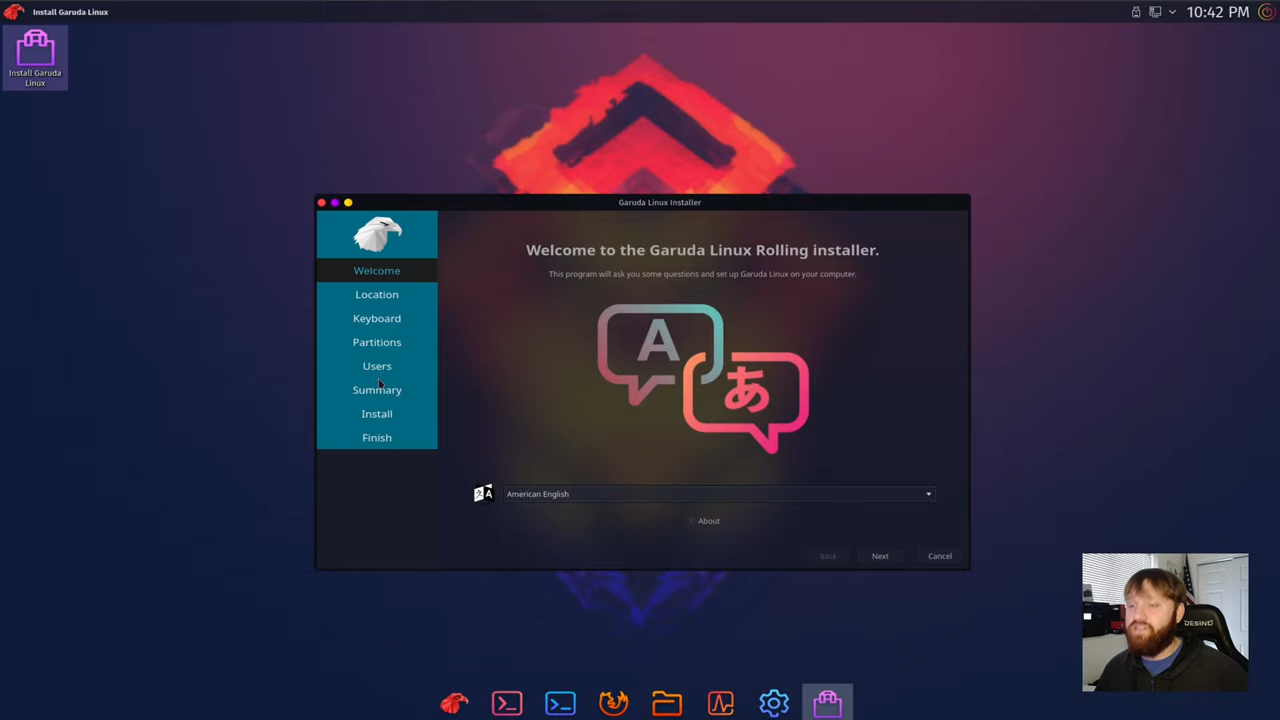 Install Garuda Linux
10:42 PM
Install Garuda
Linux
Garuda Linux Installer
Welcome
Location
Keyboard
Partitions
Users
Summary
Install
Finish
Welcome to the Garuda Linux Rolling installer.
This program will ask you some questions and set up Garuda Linux on your computer.
A
あ
American English
About
Back
Next
Cancel
DESINO